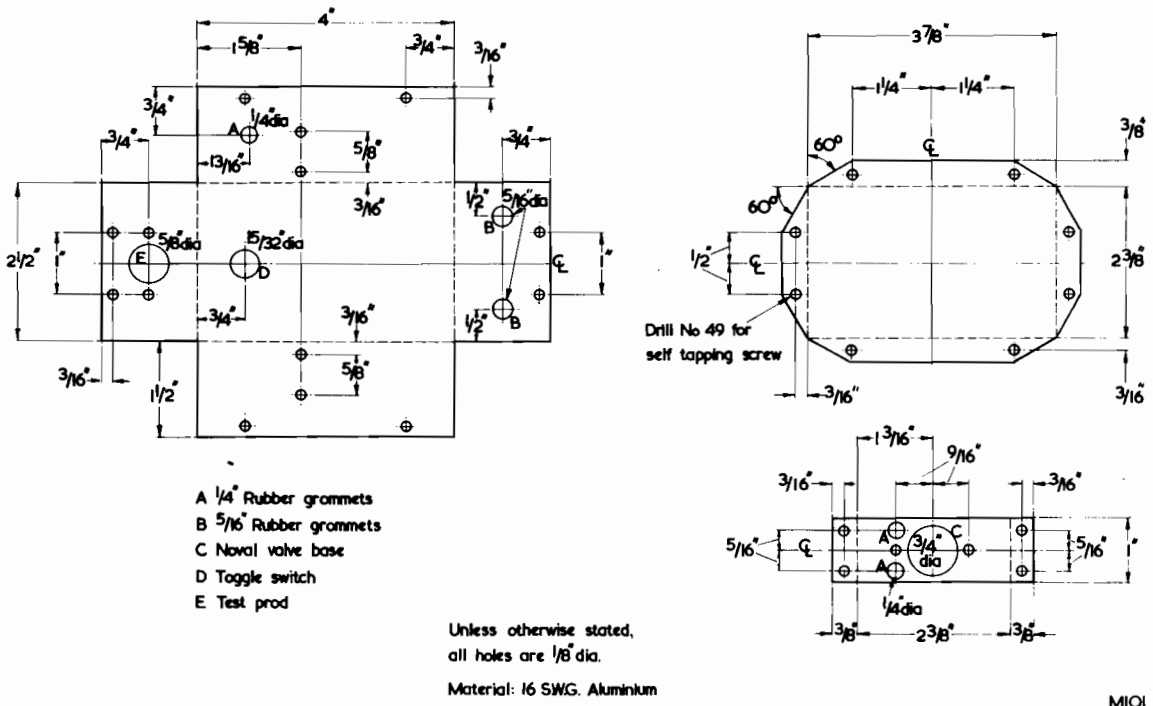 4"
1 5/8"
3/4"
3/16"
3/4"
1/4" dia
A
3/4"
13/16"
5/8"
3/4"
3/16"
1/2"
5/16" dia
B
5/8" dia
15/32" dia
2 1/2"
1"
E
D
℄
1"
3/4"
3/16"
1/2"
B
5/8"
3/16"
1 1/2"
A 1/4" Rubber grommets
B 5/16" Rubber grommets
C Noval valve base
D Toggle switch
E Test prod
Unless otherwise stated,
all holes are 1/8" dia.
Material: 16 S.W.G. Aluminium
3 7/8"
1 1/4"
1 1/4"
℄
3/8"
60°
60°
1/2"
℄
2 3/8"
1"
Drill No 49 for
self tapping screw
3/16"
3/16"
1 3/16"
9/16"
3/16"
3/16"
A
C
5/16"
℄
3/4"
dia
5/16"
1"
A
1/4" dia
3/8"
2 3/8"
3/8"